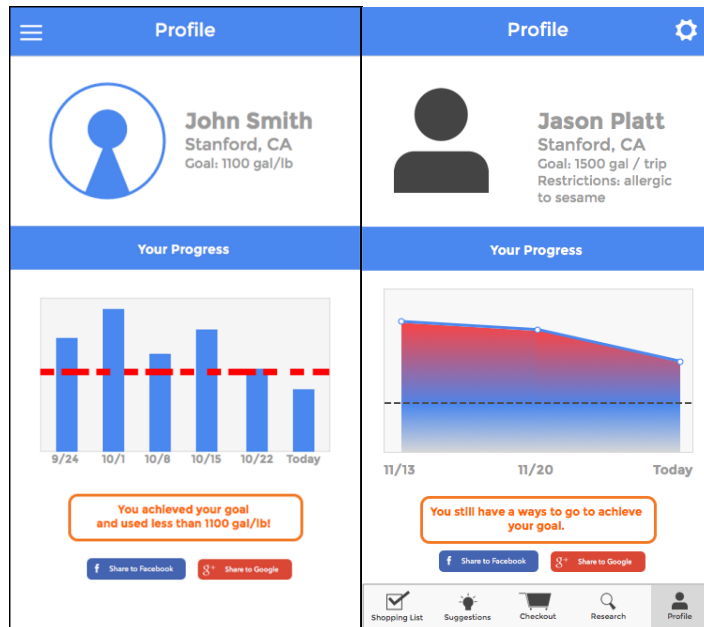 Profile
John Smith
Stanford, CA
Goal: 1100 gal/lb
Your Progress
9/24 10/1 10/8 10/15 10/22 Today
You achieved your goal
and used less than 1100 gal/lb!
f Share to Facebook
g+ Share to Google
Profile
Jason Platt
Stanford, CA
Goal: 1500 gal / trip
Restrictions: allergic
to sesame
Your Progress
11/13 11/20 Today
You still have a ways to go to achieve
your goal.
f Share to Facebook
g+ Share to Google
Shopping List Suggestions Checkout Research Profile